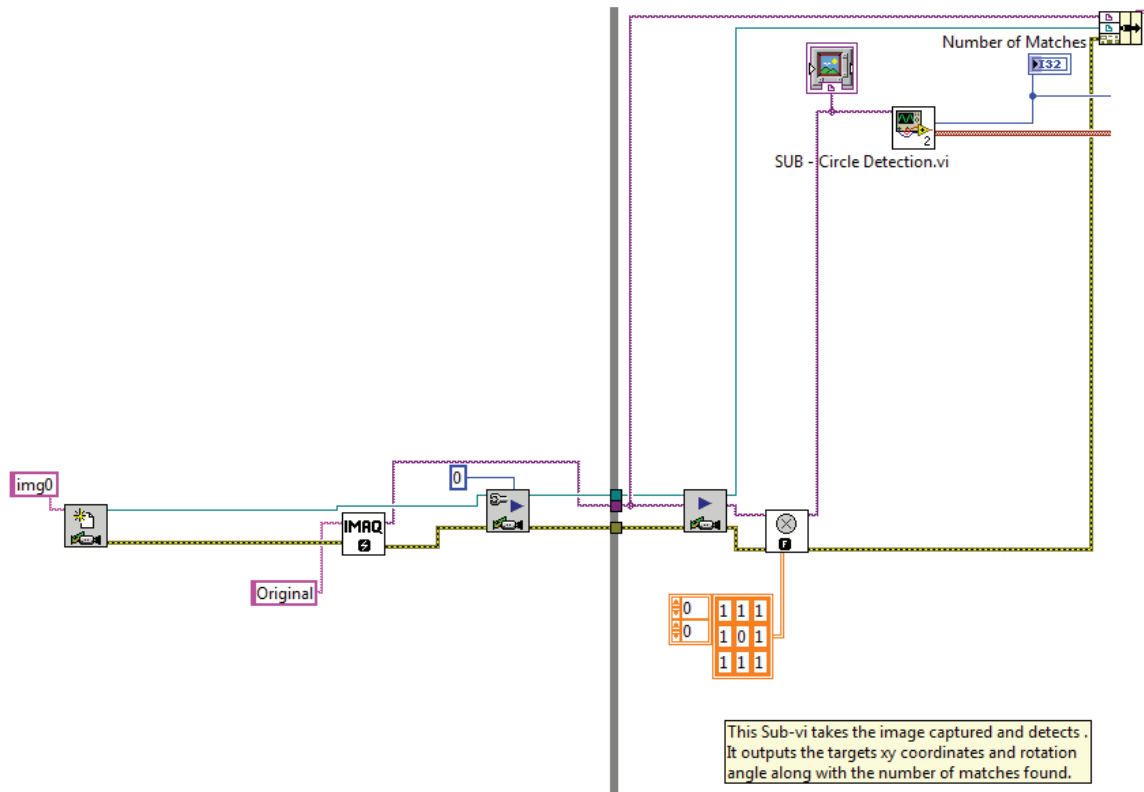 Number of Matches
I32
2
SUB - Circle Detection.vi
img0
0
IMAQ
Original
F
0
0
1 1 1
1 0 1
1 1 1
This Sub-vi takes the image captured and detects .
It outputs the targets xy coordinates and rotation
angle along with the number of matches found.